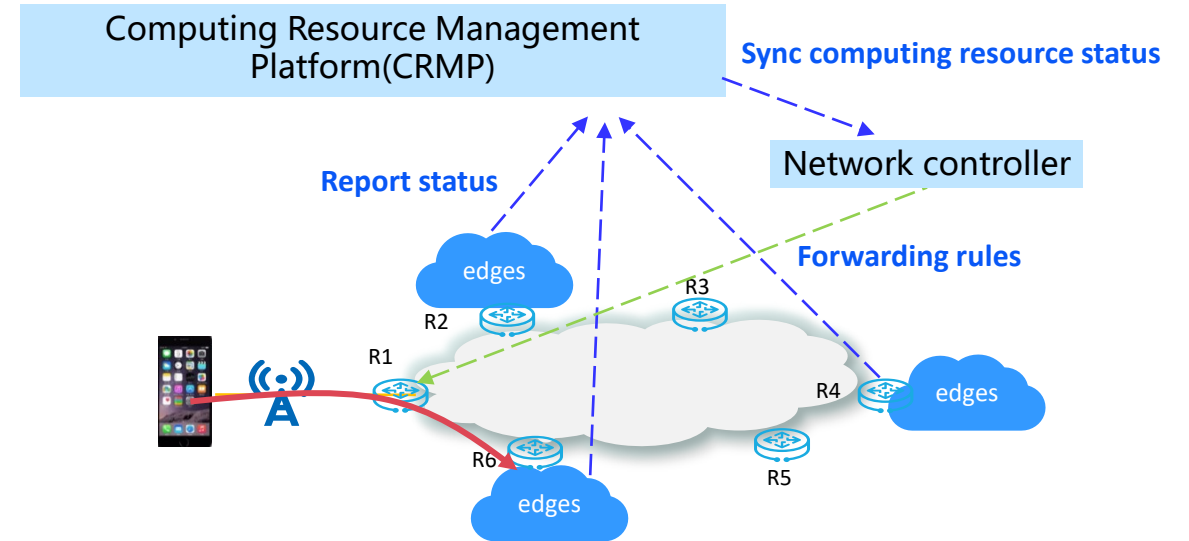 Computing Resource Management
Platform(CRMP)
Sync computing resource status
Network controller
Report status
Forwarding rules
edges
R3
R2
R1
R4
edges
R6
R5
edges